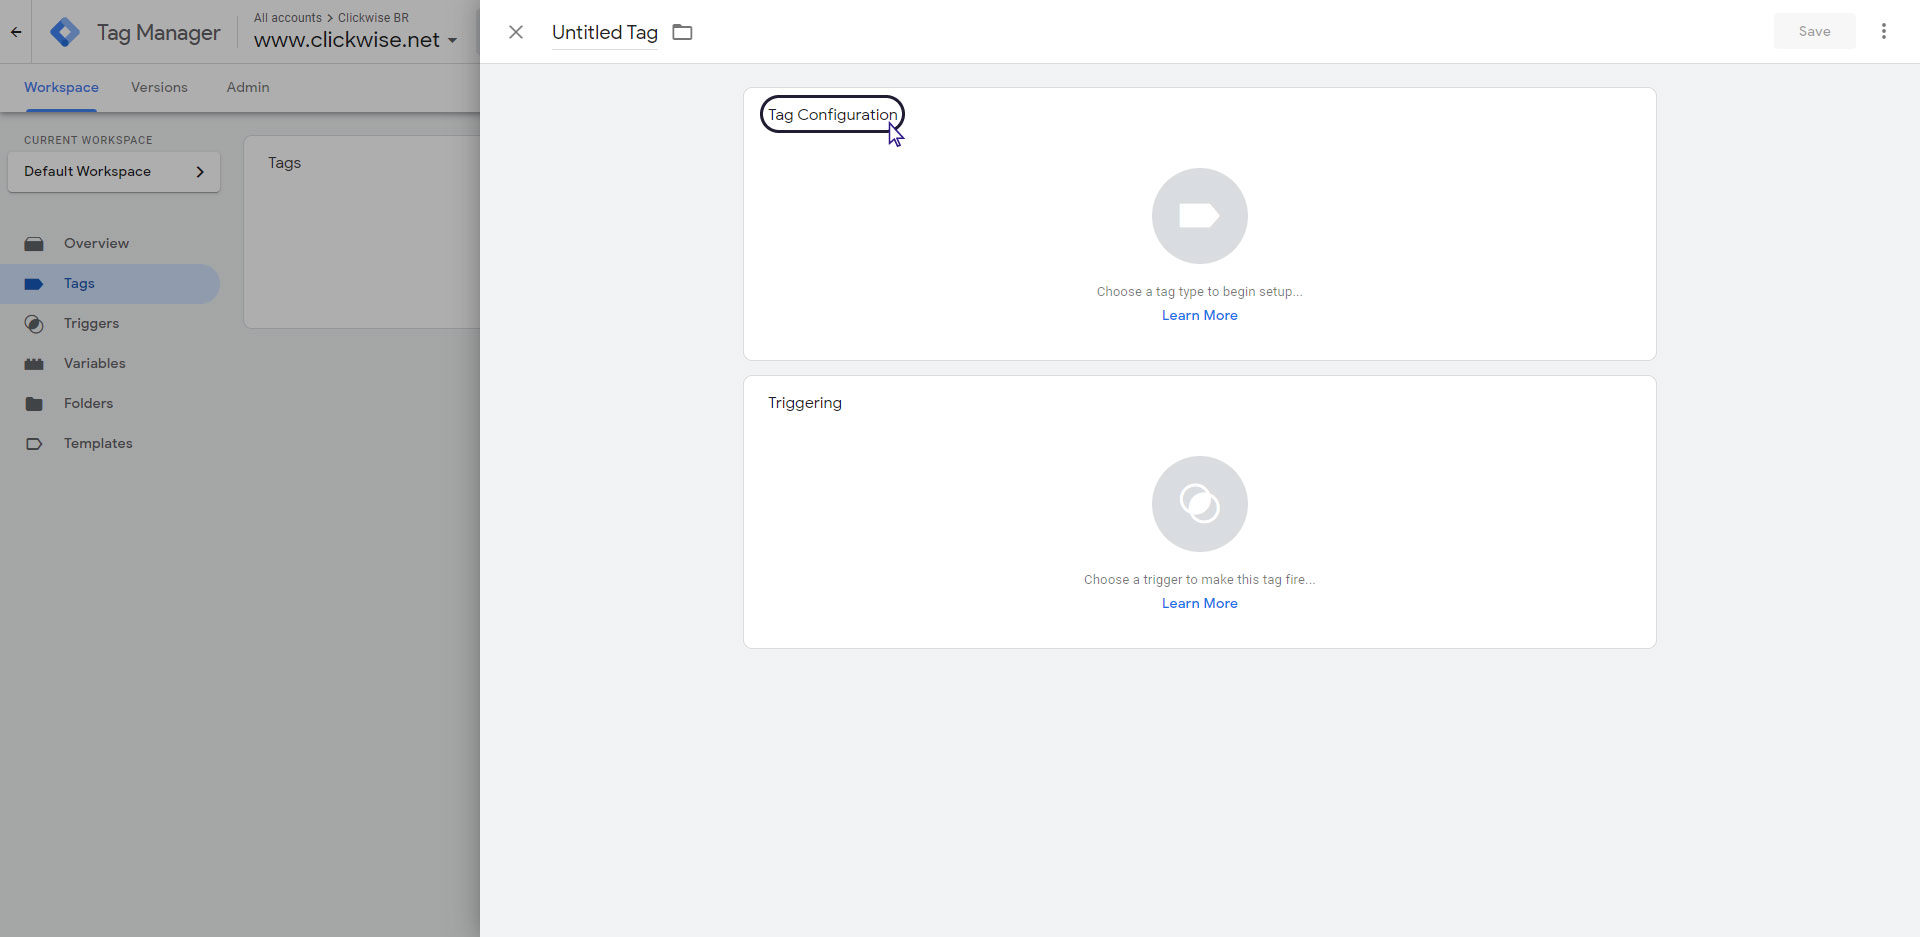 Tag Manager
All accounts > Clickwise BR
www.clickwise.net
Untitled Tag
Save
Workspace
Versions
Admin
CURRENT WORKSPACE
Default Workspace
Overview
Tags
Triggers
Variables
Folders
Templates
Tags
Tag Configuration
Choose a tag type to begin setup...
Learn More
Triggering
Choose a trigger to make this tag fire...
Learn More